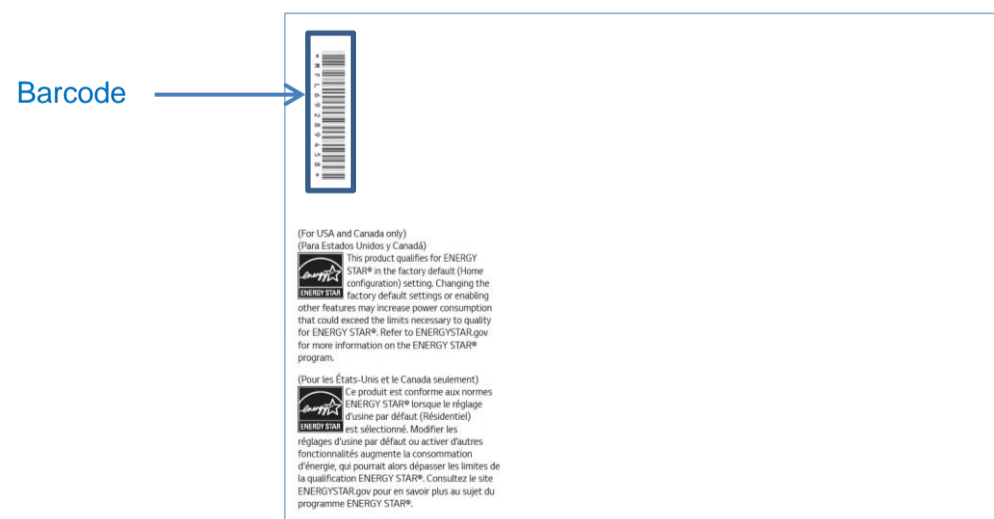 Barcode
*MFL69289458*
(For USA and Canada only)
(Para Estados Unidos y Canadá)
This product qualifies for ENERGY
STAR® in the factory default (Home
configuration) setting. Changing the
factory default settings or enabling
other features may increase power consumption
that could exceed the limits necessary to quality
for ENERGY STAR®. Refer to ENERGYSTAR.gov
for more information on the ENERGY STAR®
program.
energy
ENERGY STAR
(Pour les États-Unis et le Canada seulement)
Ce produit est conforme aux normes
ENERGY STAR® lorsque le réglage
d'usine par défaut (Résidentiel)
est sélectionné. Modifier les
réglages d'usine par défaut ou activer d'autres
fonctionnalités augmente la consommation
d'énergie, qui pourrait alors dépasser les limites de
la qualification ENERGY STAR®. Consultez le site
ENERGYSTAR.gov pour en savoir plus au sujet du
programme ENERGY STAR®.
energy
ENERGY STAR